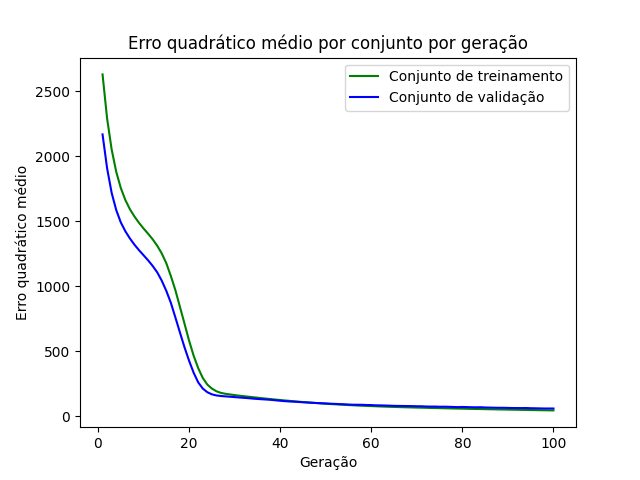 Erro quadrático médio por conjunto por geração
Conjunto de treinamento
Conjunto de validação
Erro quadrático médio
2500
2000
1500
1000
500
0
0 20 40 60 80 100
Geração